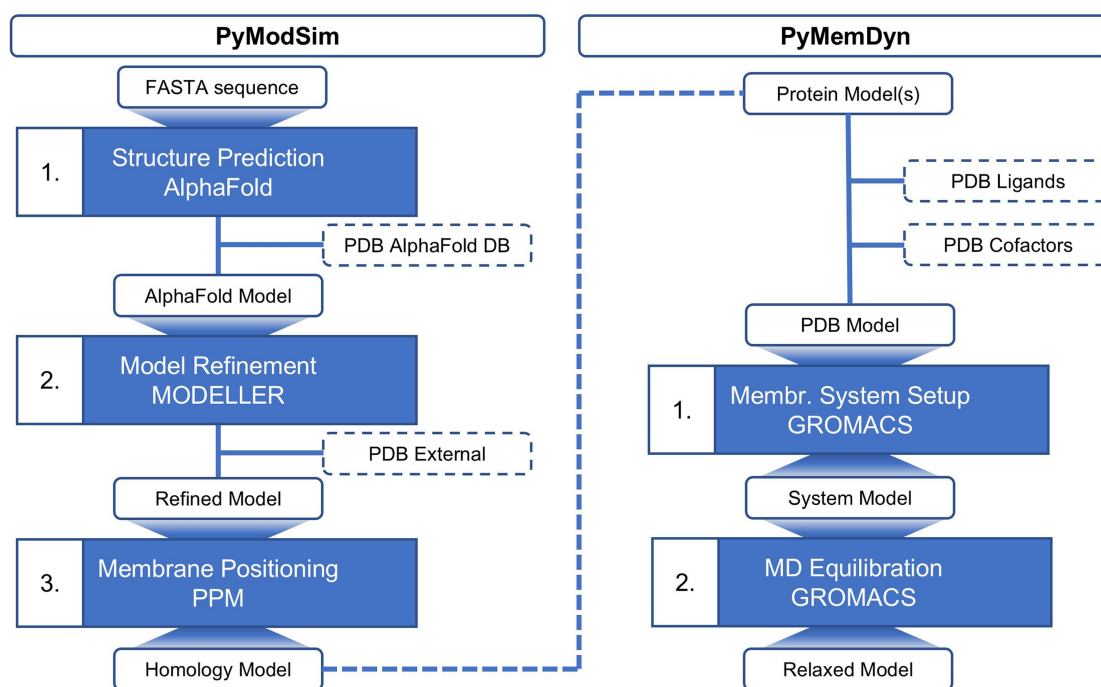 PyModSim
FASTA sequence
1.
Structure Prediction
AlphaFold
PDB AlphaFold DB
AlphaFold Model
2.
Model Refinement
MODELLER
PDB External
Refined Model
3.
Membrane Positioning
PPM
Homology Model
PyMemDyn
Protein Model(s)
PDB Ligands
PDB Cofactors
PDB Model
1.
Membr. System Setup
GROMACS
System Model
2.
MD Equilibration
GROMACS
Relaxed Model